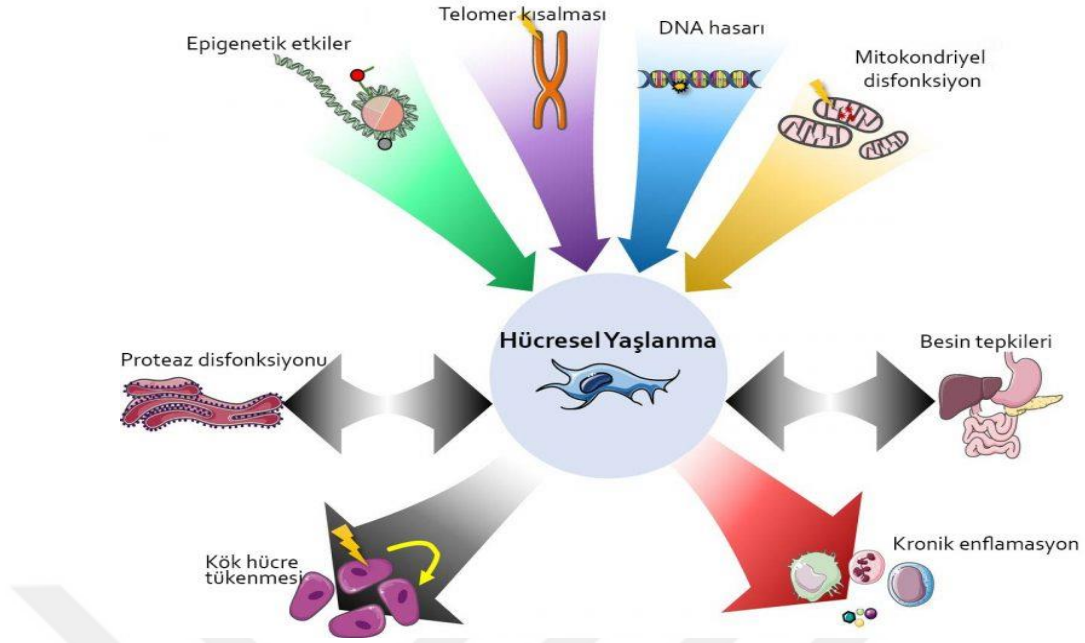 Telomer kısalması
Epigenetik etkiler
DNA hasarı
Mitokondriyel
disfonksiyon
Hücresel Yaşlanma
Proteaz disfonksiyonu
Besin tepkileri
Kök hücre
tükenmesi
Kronik enflamasyon